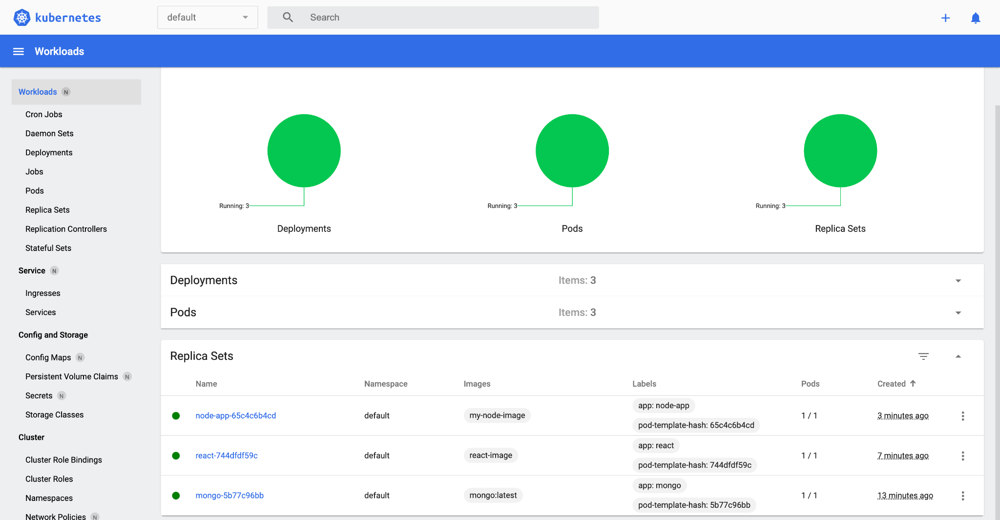 kubernetes
default
Search
Workloads
Workloads N
Cron Jobs
Daemon Sets
Deployments
Jobs
Pods
Replica Sets
Replication Controllers
Stateful Sets
Service N
Ingresses
Services
Config and Storage
Config Maps N
Persistent Volume Claims N
Secrets N
Storage Classes
Cluster
Cluster Role Bindings
Cluster Roles
Namespaces
Network Policies N
Running: 3
Deployments
Running: 3
Pods
Running: 3
Replica Sets
Deployments Items: 3
Pods Items: 3
Replica Sets
Name Namespace Images Labels Pods Created
node-app-65c4c6b4cd default my-node-image app: node-app 1 / 1 3 minutes ago
pod-template-hash: 65c4c6b4cd
react-744dfdf59c default react-image app: react 1 / 1 7 minutes ago
pod-template-hash: 744dfdf59c
mongo-5b77c96bb default mongo:latest app: mongo 1 / 1 13 minutes ago
pod-template-hash: 5b77c96bb